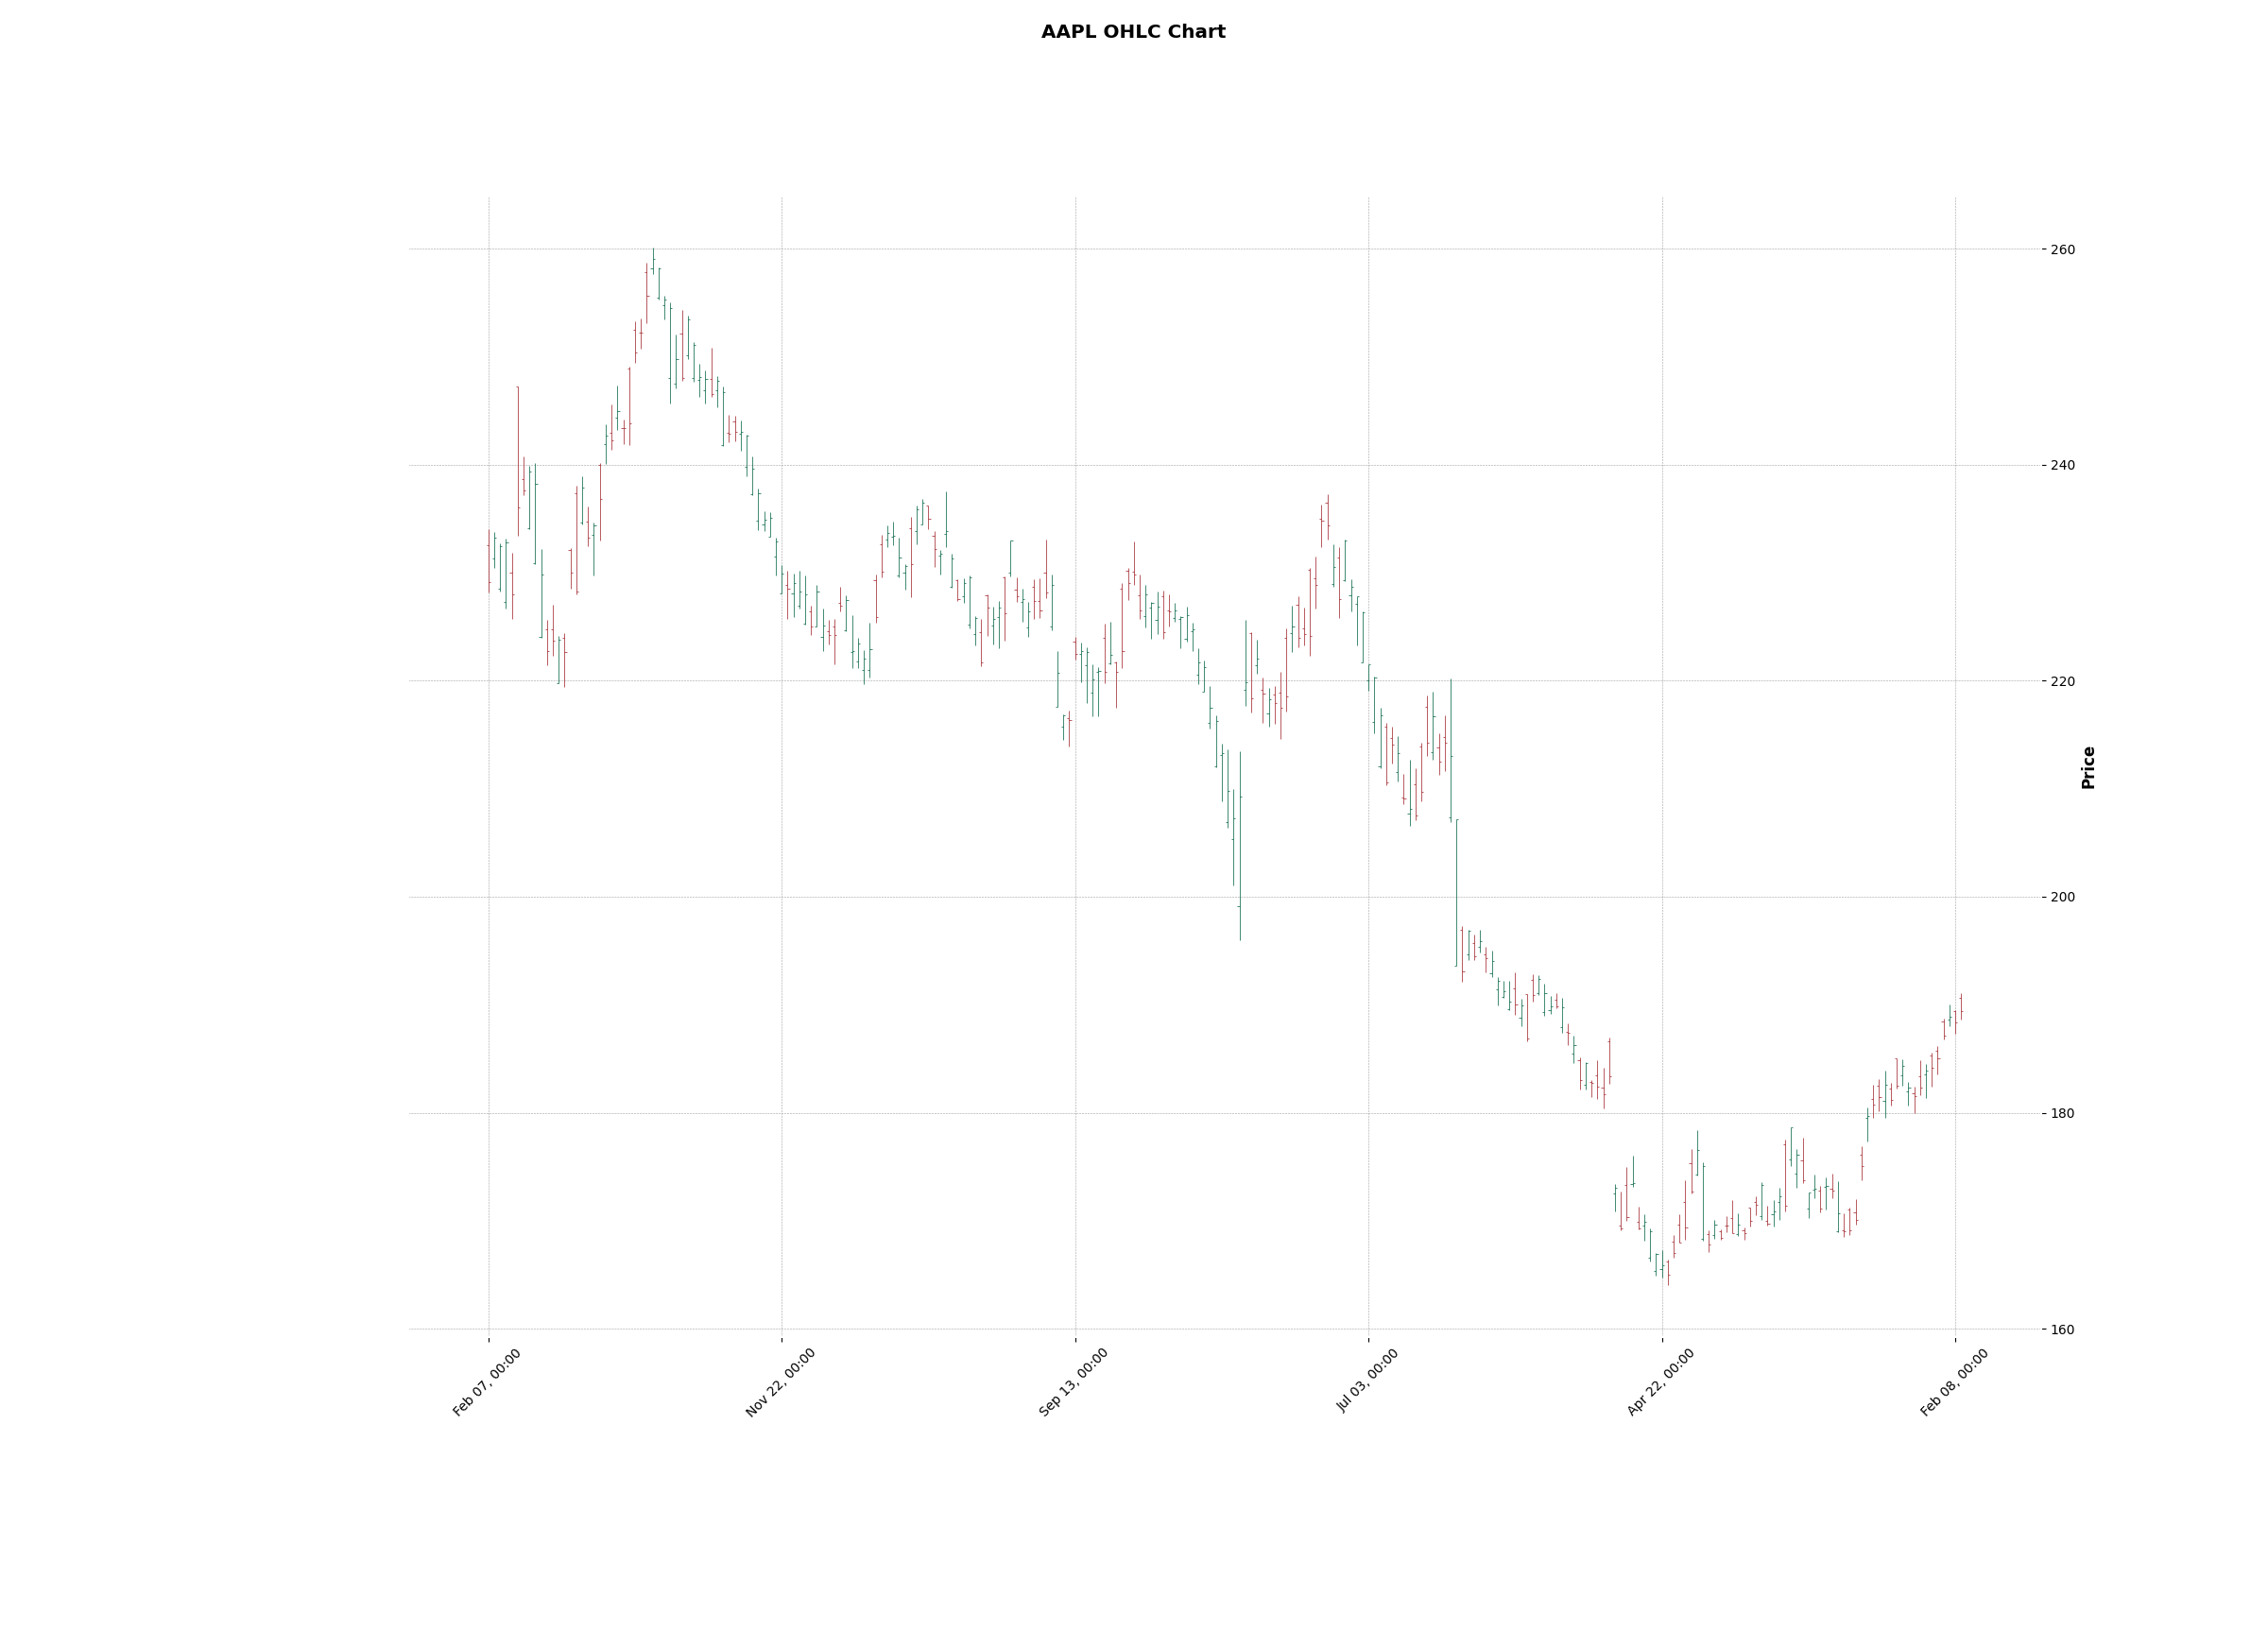 AAPL OHLC Chart
260
240
220
200
180
160
Price
Feb 07, 00:00
Nov 22, 00:00
Sep 13, 00:00
Jul 03, 00:00
Apr 22, 00:00
Feb 08, 00:00